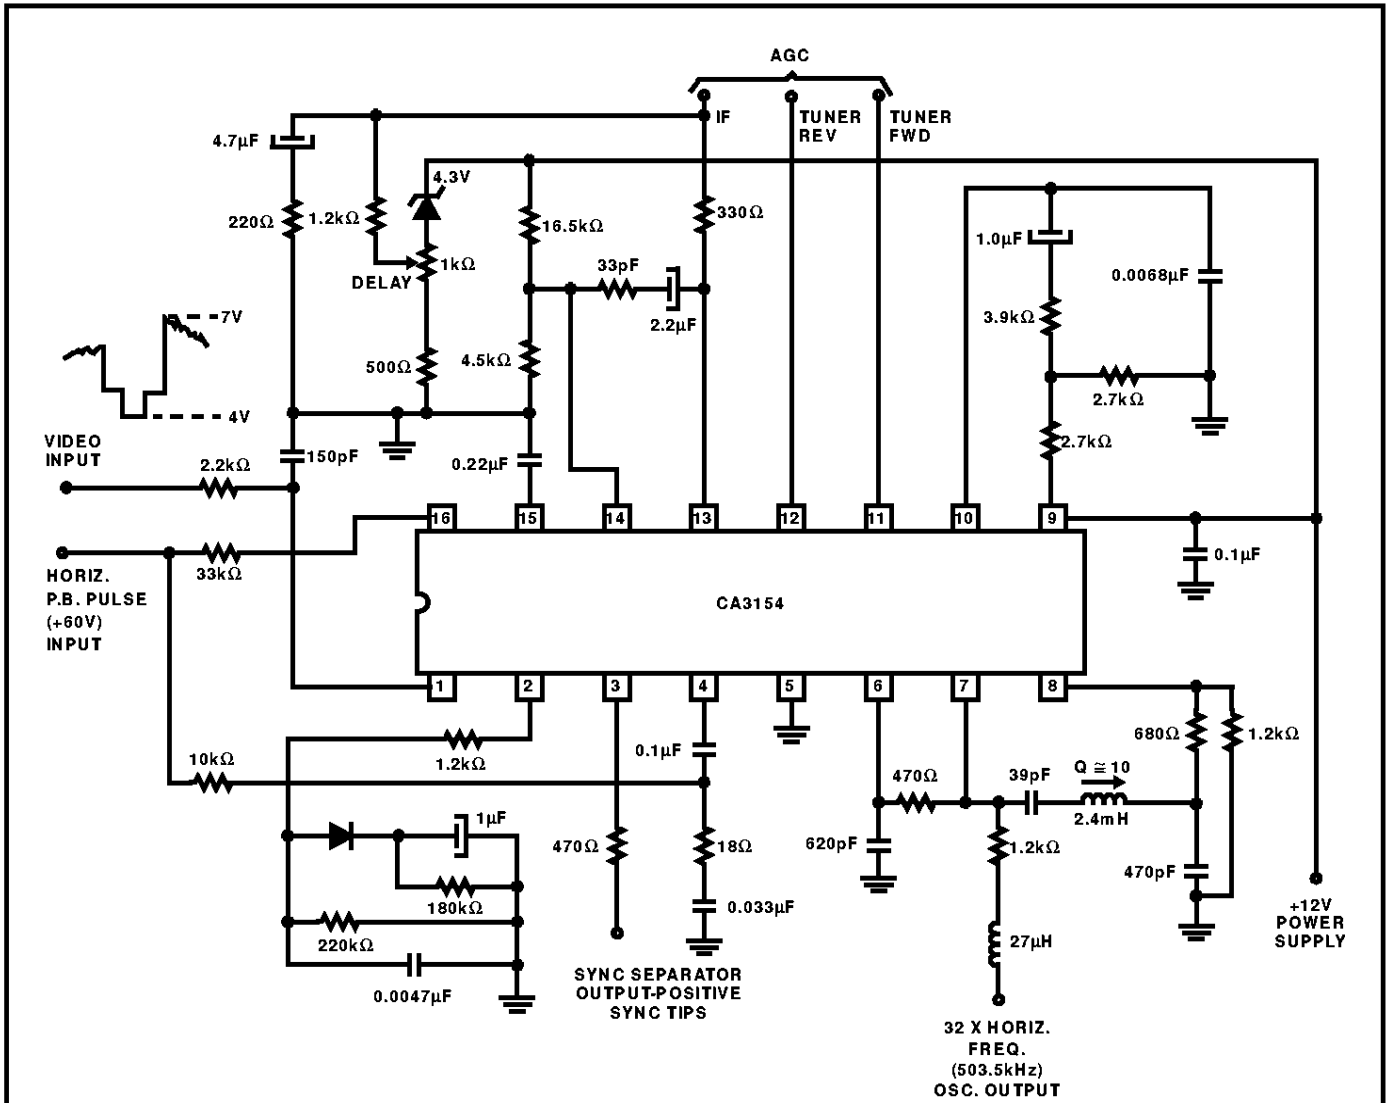 AGC
IF
TUNER
REV
TUNER
FWD
4.7µF
4.3V
220Ω
1.2kΩ
16.5kΩ
330Ω
1.0µF
1kΩ
DELAY
33pF
0.0068µF
2.2µF
3.9kΩ
7V
500Ω
4.5kΩ
2.7kΩ
4V
2.7kΩ
VIDEO
INPUT
2.2kΩ
150pF
0.22µF
16
15
14
13
12
11
10
9
33kΩ
0.1µF
HORIZ.
P.B. PULSE
(+60V)
INPUT
CA3154
1
2
3
4
5
6
7
8
10kΩ
1.2kΩ
0.1µF
470Ω
39pF
Q ≅ 10
680Ω
1.2kΩ
2.4mH
1µF
470Ω
18Ω
620pF
1.2kΩ
470pF
180kΩ
0.033µF
220kΩ
27µH
+12V
POWER
SUPPLY
0.0047µF
SYNC SEPARATOR
OUTPUT-POSITIVE
SYNC TIPS
32 X HORIZ.
FREQ.
(503.5kHz)
OSC. OUTPUT